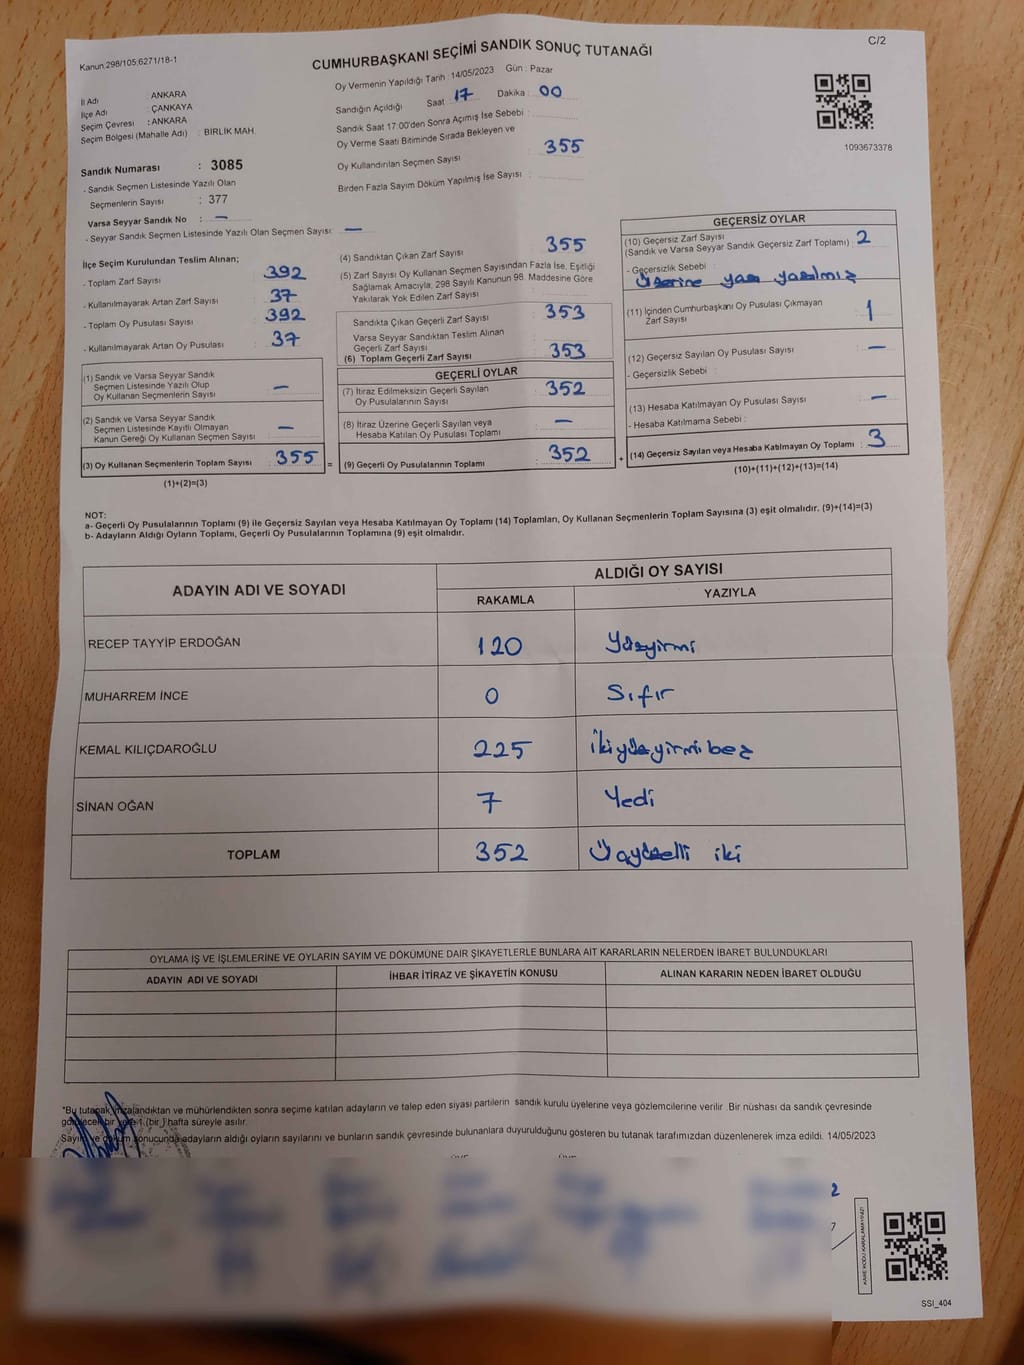 Kanun 298/105;6271/18-1
C/2
CUMHURBAŞKANI SEÇİMİ SANDIK SONUÇ TUTANAĞI
İl Adı : ANKARA
İlçe Adı : ÇANKAYA
Seçim Çevresi : ANKARA
Seçim Bölgesi (Mahalle Adı) : BİRLİK MAH.
Sandık Numarası : 3085
- Sandık Seçmen Listesinde Yazılı Olan
Seçmenlerin Sayısı : 377
Varsa Seyyar Sandık No : —
- Seyyar Sandık Seçmen Listesinde Yazılı Olan Seçmen Sayısı: —
Oy Vermenin Yapıldığı Tarih : 14/05/2023 Gün : Pazar
Sandığın Açıldığı Saat : 17 Dakika : 00
Sandık Saat 17:00'den Sonra Açımış İse Sebebi :
Oy Verme Saati Bitiminde Sırada Bekleyen ve
Oy Kullandırılan Seçmen Sayısı : 355
Birden Fazla Sayım Döküm Yapılmış İse Sayısı :
1093673378
İlçe Seçim Kurulundan Teslim Alınan;
- Toplam Zarf Sayısı : 392
- Kullanılmayarak Artan Zarf Sayısı : 37
- Toplam Oy Pusulası Sayısı : 392
- Kullanılmayarak Artan Oy Pusulası : 37
(1) Sandık ve Varsa Seyyar Sandık
Seçmen Listesinde Yazılı Olup
Oy Kullanan Seçmenlerin Sayısı : —
(2) Sandık ve Varsa Seyyar Sandık
Seçmen Listesinde Kayıtlı Olmayan
Kanun Gereği Oy Kullanan Seçmen Sayısı : —
(3) Oy Kullanan Seçmenlerin Toplam Sayısı : 355 =
(1)+(2)=(3)
(4) Sandıktan Çıkan Zarf Sayısı : 355
(5) Zarf Sayısı Oy Kullanan Seçmen Sayısından Fazla İse, Eşitliği
Sağlamak Amacıyla, 298 Sayılı Kanunun 98. Maddesine Göre
Yakılarak Yok Edilen Zarf Sayısı :
Sandıkta Çıkan Geçerli Zarf Sayısı : 353
Varsa Seyyar Sandıktan Teslim Alınan
Geçerli Zarf Sayısı :
(6) Toplam Geçerli Zarf Sayısı : 353
GEÇERLİ OYLAR
(7) İtiraz Edilmeksizin Geçerli Sayılan
Oy Pusulalarının Sayısı : 352
(8) İtiraz Üzerine Geçerli Sayılan veya
Hesaba Katılan Oy Pusulası Toplamı : —
(9) Geçerli Oy Pusulalarının Toplamı : 352 +
GEÇERSİZ OYLAR
(10) Geçersiz Zarf Sayısı
(Sandık ve Varsa Seyyar Sandık Geçersiz Zarf Toplamı) : 2
- Geçersizlik Sebebi :
Üzerine yazı yazılmış
(11) İçinden Cumhurbaşkanı Oy Pusulası Çıkmayan
Zarf Sayısı : 1
(12) Geçersiz Sayılan Oy Pusulası Sayısı : —
- Geçersizlik Sebebi :
(13) Hesaba Katılmayan Oy Pusulası Sayısı : —
- Hesaba Katılmama Sebebi :
(14) Geçersiz Sayılan veya Hesaba Katılmayan Oy Toplamı : 3
(10)+(11)+(12)+(13)=(14)
NOT:
a- Geçerli Oy Pusulalarının Toplamı (9) ile Geçersiz Sayılan veya Hesaba Katılmayan Oy Toplamı (14) Toplamları, Oy Kullanan Seçmenlerin Toplam Sayısına (3) eşit olmalıdır. (9)+(14)=(3)
b- Adayların Aldığı Oyların Toplamı, Geçerli Oy Pusulalarının Toplamına (9) eşit olmalıdır.
ADAYIN ADI VE SOYADI
ALDIĞI OY SAYISI
RAKAMLA YAZIYLA
RECEP TAYYİP ERDOĞAN 120 Yüzyirmi
MUHARREM İNCE 0 Sıfır
KEMAL KILIÇDAROĞLU 225 İkiyüzyirmibeş
SİNAN OĞAN 7 Yedi
TOPLAM 352 Üçyüzelli iki
OYLAMA İŞ VE İŞLEMLERİNE VE OYLARIN SAYIM VE DÖKÜMÜNE DAİR ŞİKAYETLERLE BUNLARA AİT KARARLARIN NELERDEN İBARET BULUNDUKLARI
ADAYIN ADI VE SOYADI İHBAR İTİRAZ VE ŞİKAYETİN KONUSU ALINAN KARARIN NEDEN İBARET OLDUĞU
*Bu tutanak imzalandıktan ve mühürlendikten sonra seçime katılan adayların ve talep eden siyasi partilerin sandık kurulu üyelerine veya gözlemcilerine verilir. Bir nüshası da sandık çevresinde
görülecek bir yere 1 (bir) hafta süreyle asılır.
Sayım ve döküm sonucunda adayların aldığı oyların sayılarını ve bunların sandık çevresinde bulunanlara duyurulduğunu gösteren bu tutanak tarafımızdan düzenlenerek imza edildi. 14/05/2023
KARE KODU KARALAMAYINIZ!
SSI_404